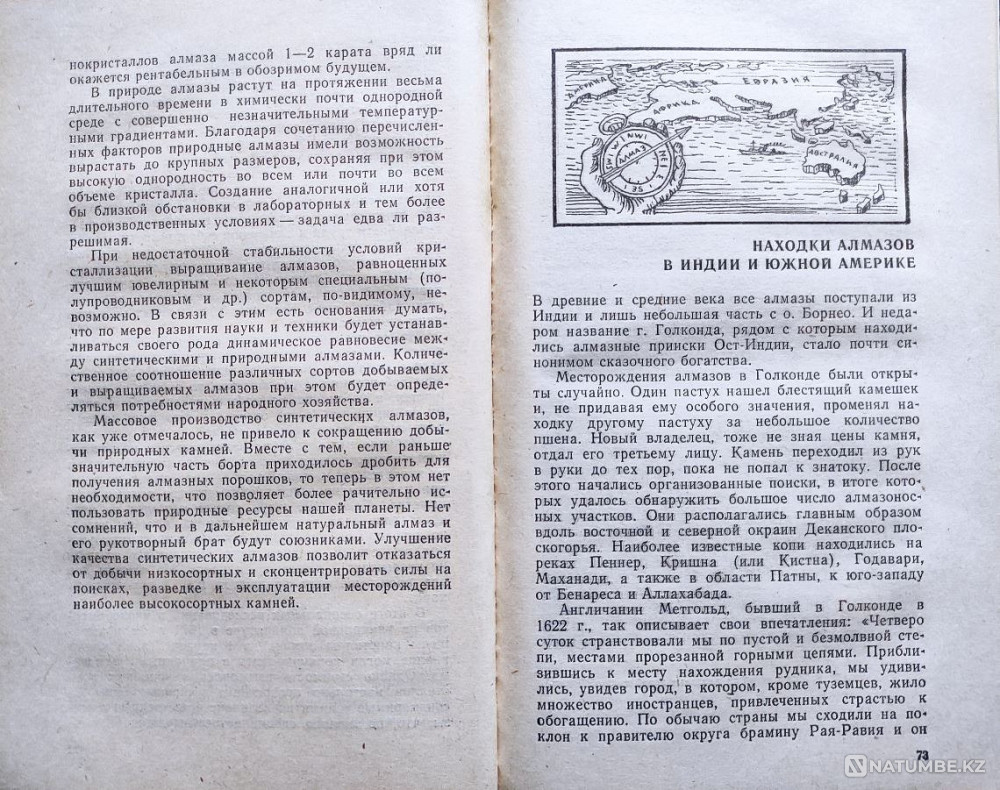 нокристаллов алмаза массой 1—2 карата вряд ли
окажется рентабельным в обозримом будущем.
В природе алмазы растут на протяжении весьма
длительного времени в химически почти однородной
среде с совершенно незначительными температур-
ными градиентами. Благодаря сочетанию перечислен-
ных факторов природные алмазы имели возможность
вырастать до крупных размеров, сохраняя при этом
высокую однородность во всем или почти во всем
объеме кристалла. Создание аналогичной или хотя
бы близкой обстановки в лабораторных и тем более
в производственных условиях — задача едва ли раз-
решимая.
При недостаточной стабильности условий кри-
сталлизации выращивание алмазов, равноценных
лучшим ювелирным и некоторым специальным (по-
лупроводниковым и др.) сортам, по-видимому, не-
возможно. В связи с этим есть основания думать,
что по мере развития науки и техники будет устанав-
ливаться своего рода динамическое равновесие меж-
ду синтетическими и природными алмазами. Количе-
ственное соотношение различных сортов добываемых
и выращиваемых алмазов при этом будет опреде-
ляться потребностями народного хозяйства.
Массовое производство синтетических алмазов,
как уже отмечалось, не привело к сокращению добы-
чи природных камней. Вместе с тем, если раньше
значительную часть борта приходилось дробить для
получения алмазных порошков, то теперь в этом нет
необходимости, что позволяет более рачительно ис-
пользовать природные ресурсы нашей планеты. Нет
сомнений, что и в дальнейшем натуральный алмаз и
его рукотворный брат будут союзниками. Улучшение
качества синтетических алмазов позволит отказаться
от добычи низкосортных и сконцентрировать силы на
поисках, разведке и эксплуатации месторождений
наиболее высокосортных камней.
АМЕРИКА
АФРИКА
ЕВРАЗИЯ
АВСТРАЛИЯ
АЛМАЗ
НАХОДКИ АЛМАЗОВ
В ИНДИИ И ЮЖНОЙ АМЕРИКЕ
В древние и средние века все алмазы поступали из
Индии и лишь небольшая часть с о. Борнео. И неда-
ром название г. Голконда, рядом с которым находи-
лись алмазные прииски Ост-Индии, стало почти си-
нонимом сказочного богатства.
Месторождения алмазов в Голконде были откры-
ты случайно. Один пастух нашел блестящий камешек
и, не придавая ему особого значения, променял на-
ходку другому пастуху за небольшое количество
пшена. Новый владелец, тоже не зная цены камня,
отдал его третьему лицу. Камень переходил из рук
в руки до тех пор, пока не попал к знатоку. После
этого начались организованные поиски, в итоге кото-
рых удалось обнаружить большое число алмазонос-
ных участков. Они располагались главным образом
вдоль восточной и северной окраин Деканского пло-
скогорья. Наиболее известные копи находились на
реках Пеннер, Кришна (или Кистна), Годавари,
Маханади, а также в области Патны, к юго-западу
от Бенареса и Аллахабада.
Англичанин Метгольд, бывший в Голконде в
1622 г., так описывает свои впечатления: «Четверо
суток странствовали мы по пустой и безмолвной сте-
пи, местами прорезанной горными цепями. Прибли-
зившись к месту нахождения рудника, мы удиви-
лись, увидев город, в котором, кроме туземцев, жило
множество иностранцев, привлеченных страстью к
обогащению. По обычаю страны мы сходили на по-
клон к правителю округа брамину Рая-Равия и он
73
NATUMBE.KZ